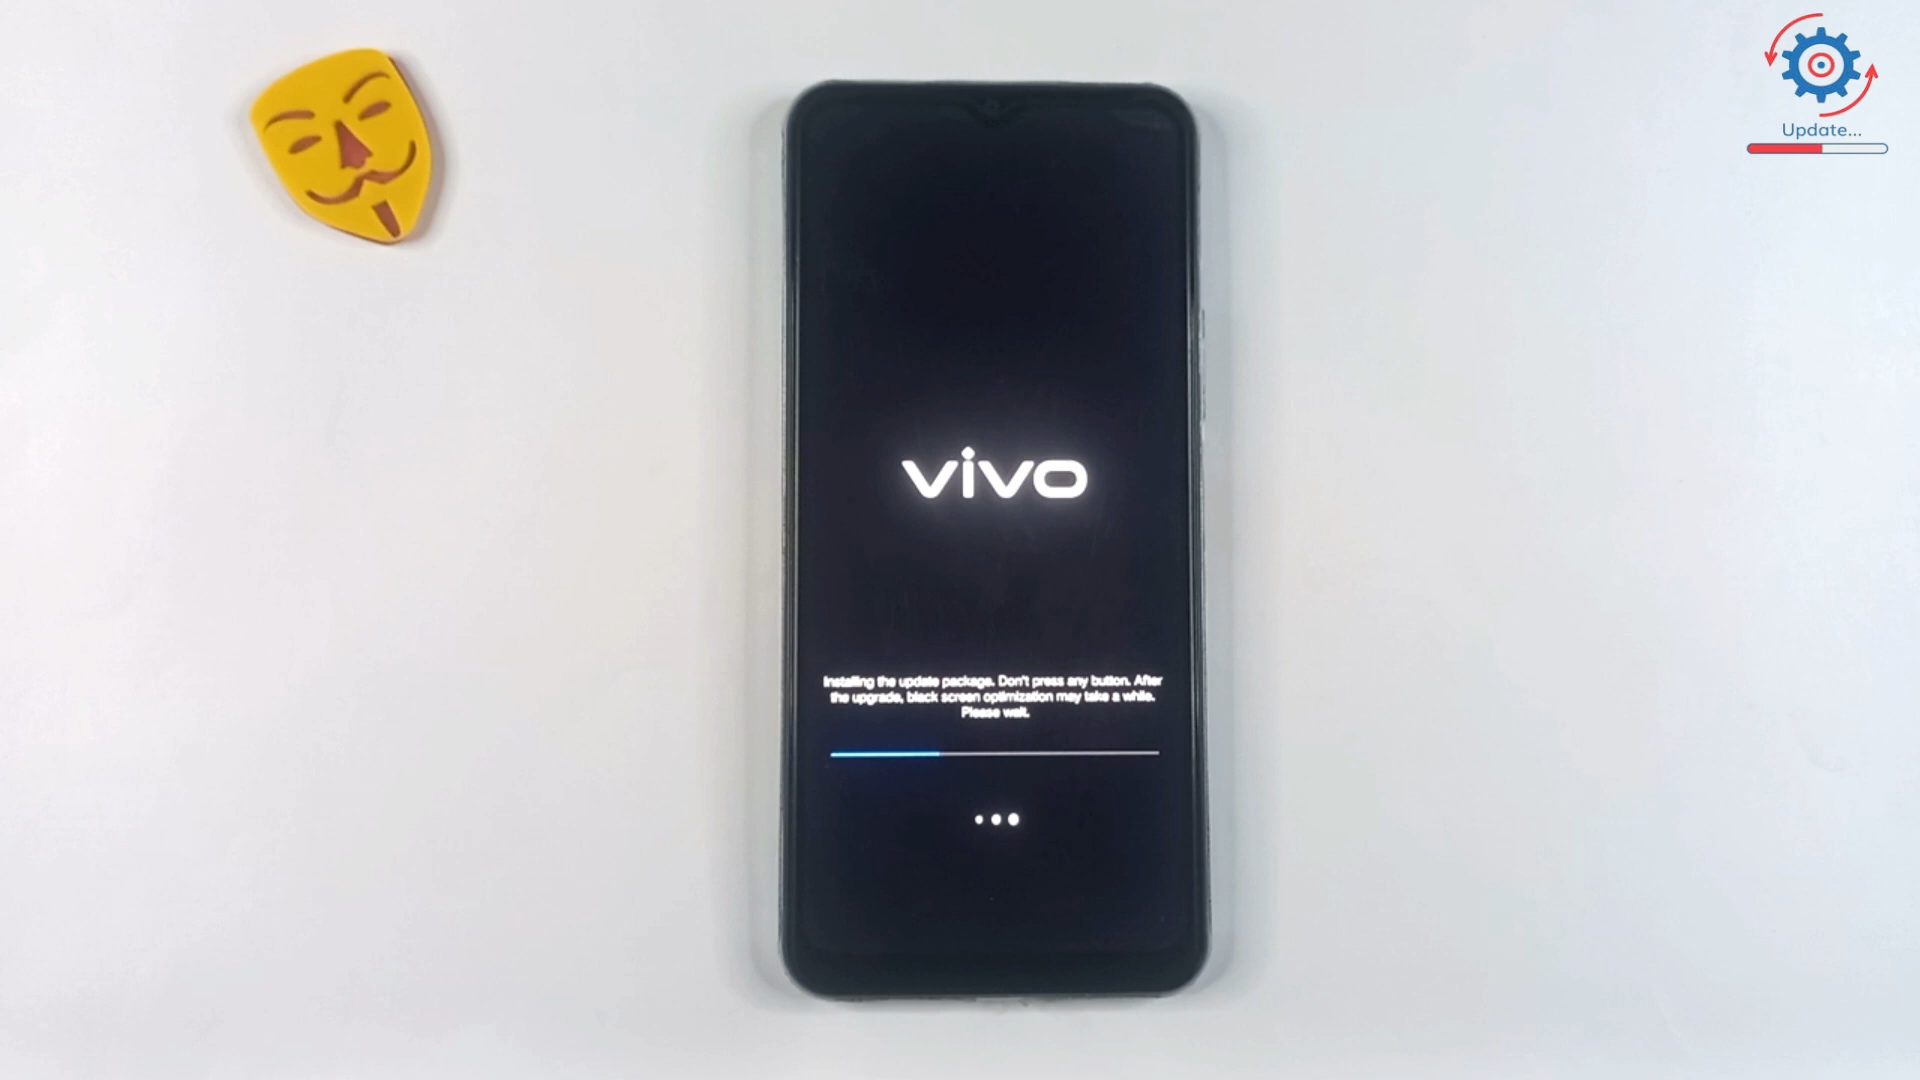 Update...
vivo
Installing the update package. Don't press any button. After
the upgrade, black screen optimization may take a while.
Please wait.